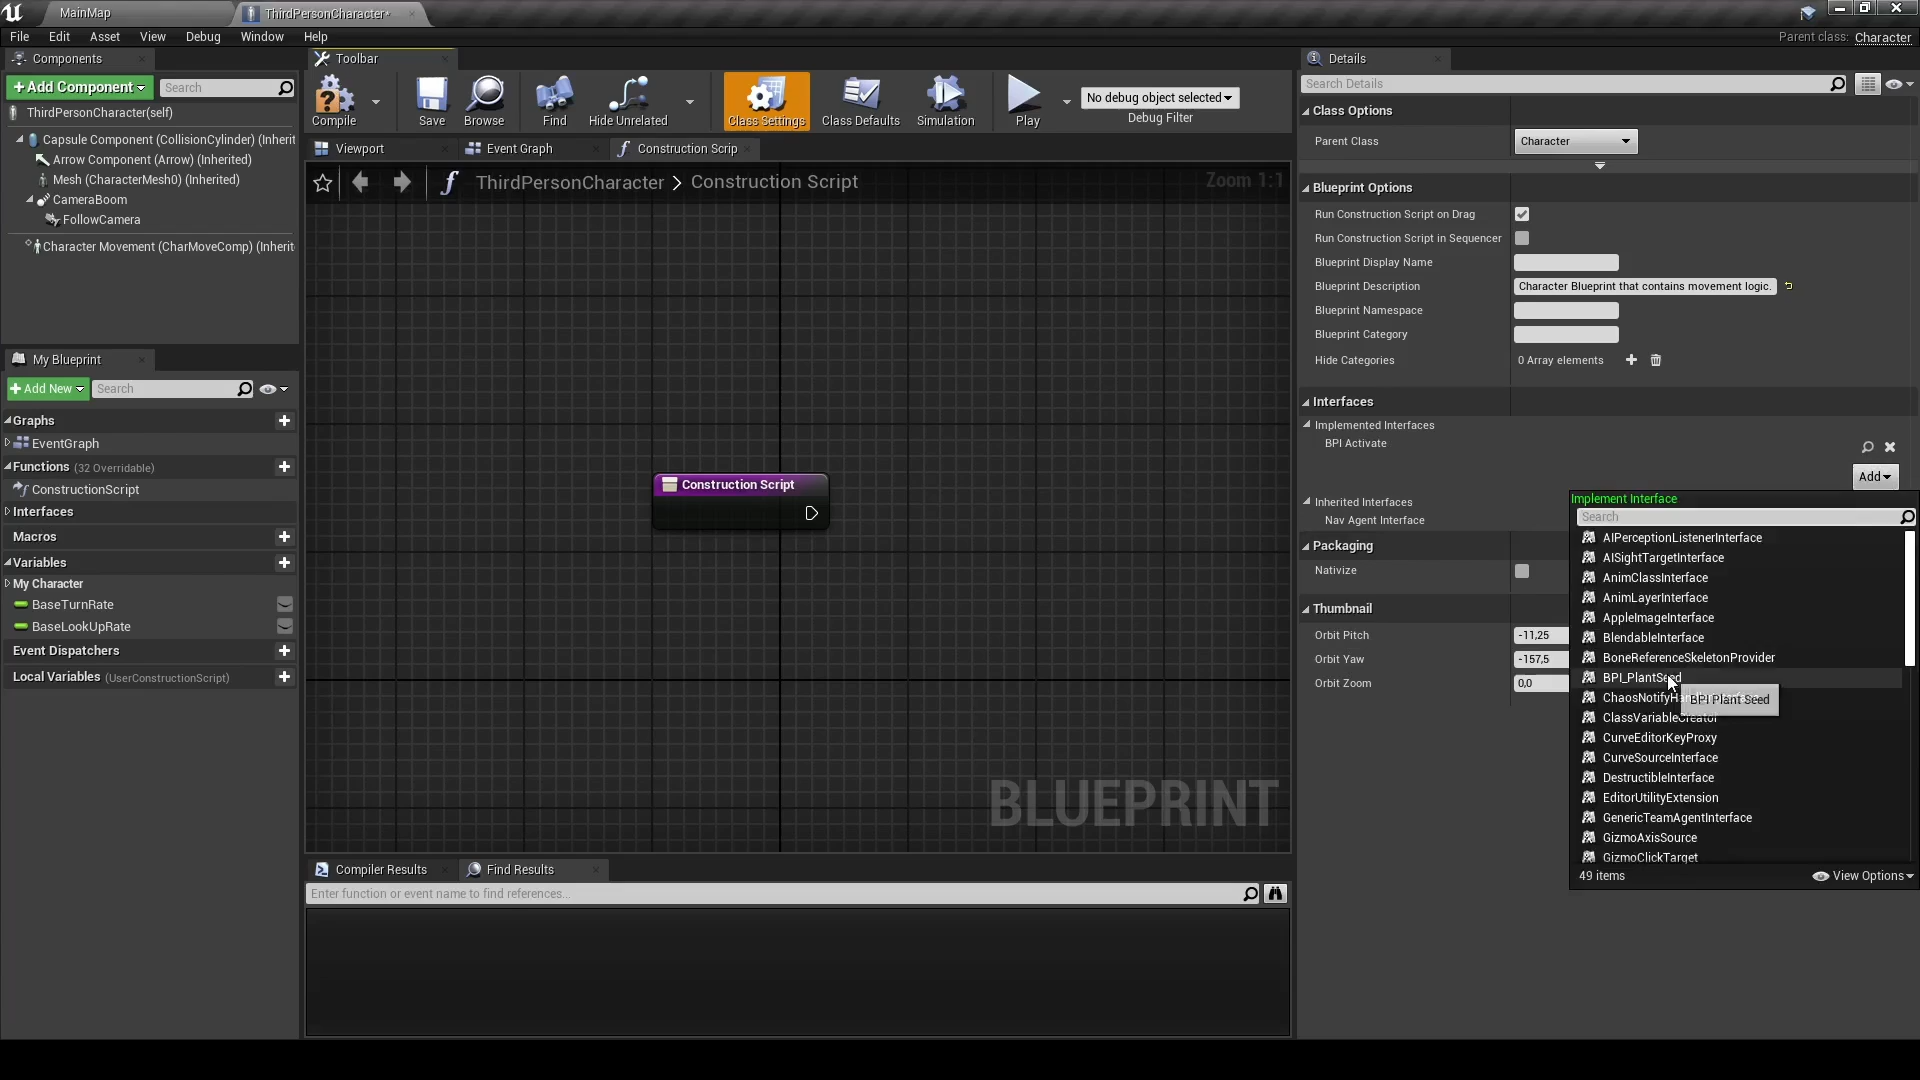 MainMap
ThirdPersonCharacter*
File Edit Asset View Debug Window Help
Parent class: Character
Components
+Add Component
Search
ThirdPersonCharacter(self)
Capsule Component (CollisionCylinder) (Inherit
Arrow Component (Arrow) (Inherited)
Mesh (CharacterMesh0) (Inherited)
CameraBoom
FollowCamera
Character Movement (CharMoveComp) (Inherit
My Blueprint
+Add New
Search
Graphs
EventGraph
Functions (32 Overridable)
ConstructionScript
Interfaces
Macros
Variables
My Character
BaseTurnRate
BaseLookUpRate
Event Dispatchers
Local Variables (UserConstructionScript)
Toolbar
Compile
Save
Browse
Find
Hide Unrelated
Class Settings
Class Defaults
Simulation
Play
No debug object selected
Debug Filter
Viewport
Event Graph
Construction Scrip
ThirdPersonCharacter > Construction Script
Zoom 1:1
Construction Script
BLUEPRINT
Compiler Results
Find Results
Enter function or event name to find references...
Details
Search Details
Class Options
Parent Class
Character
Blueprint Options
Run Construction Script on Drag
Run Construction Script in Sequencer
Blueprint Display Name
Blueprint Description
Character Blueprint that contains movement logic.
Blueprint Namespace
Blueprint Category
Hide Categories
0 Array elements
Interfaces
Implemented Interfaces
BPI Activate
Add
Inherited Interfaces
Nav Agent Interface
Packaging
Nativize
Thumbnail
Orbit Pitch
-11,25
Orbit Yaw
-157,5
Orbit Zoom
0,0
Implement Interface
Search
AIPerceptionListenerInterface
AISightTargetInterface
AnimClassInterface
AnimLayerInterface
AppleImageInterface
BlendableInterface
BoneReferenceSkeletonProvider
BPI_PlantSeed
BPI Plant Seed
ClassVariableCreator
CurveEditorKeyProxy
CurveSourceInterface
DestructibleInterface
EditorUtilityExtension
GenericTeamAgentInterface
GizmoAxisSource
GizmoClickTarget
49 items
View Options